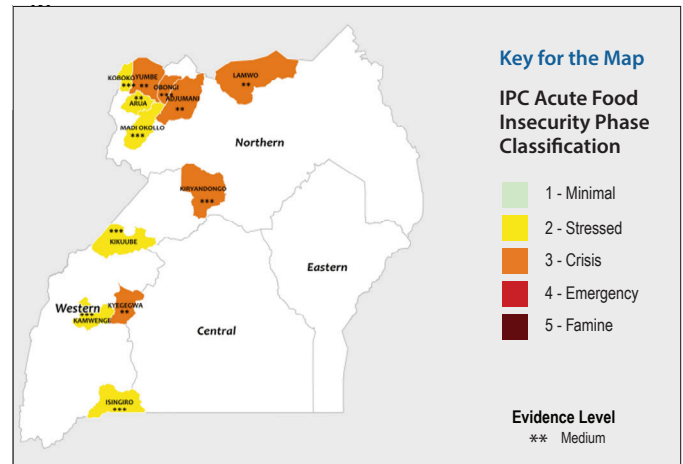 KOBOKO
YUMBE
***
**
OBONGI
***
ADJUMANI
**
LAMWO
**
**
ARUA
MADI OKOLLO
***
Northern
KIRYANDONGO
***
***
KIKUUBE
Eastern
Western
KYEGEGWA
**
***
KAMWENGE
Central
ISINGIRO
***
Key for the Map
IPC Acute Food
Insecurity Phase
Classification
1 - Minimal
2 - Stressed
3 - Crisis
4 - Emergency
5 - Famine
Evidence Level
** Medium